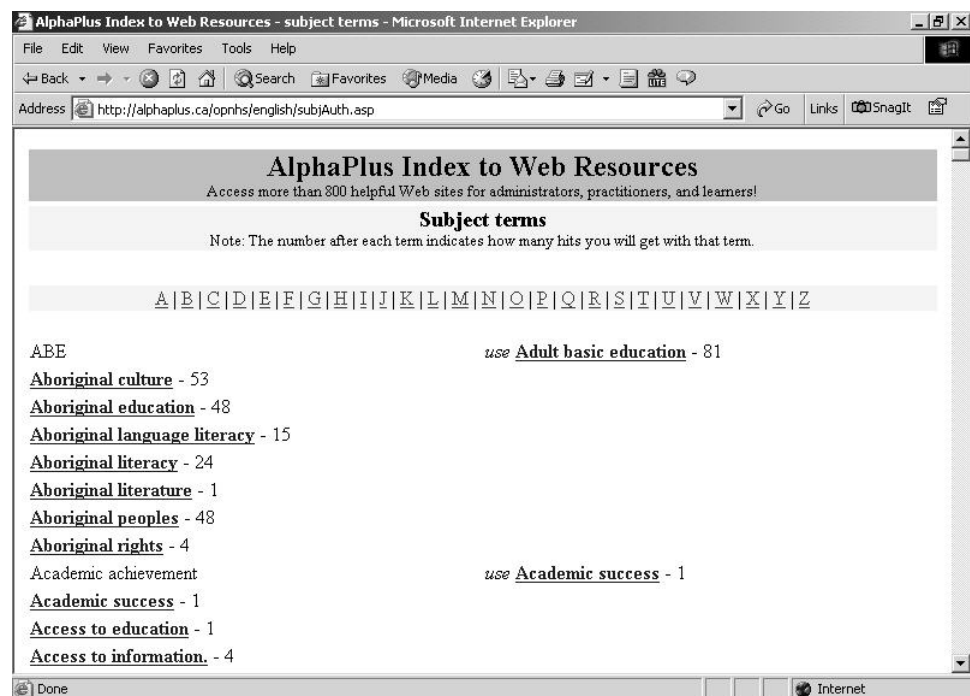 AlphaPlus Index to Web Resources - subject terms - Microsoft Internet Explorer
File Edit View Favorites Tools Help
Back Search Favorites Media
Address http://alphaplus.ca/opnhs/english/subjAuth.asp Go Links SnagIt
AlphaPlus Index to Web Resources
Access more than 800 helpful Web sites for administrators, practitioners, and learners!
Subject terms
Note: The number after each term indicates how many hits you will get with that term.
A | B | C | D | E | F | G | H | I | J | K | L | M | N | O | P | Q | R | S | T | U | V | W | X | Y | Z
ABE use Adult basic education - 81
Aboriginal culture - 53
Aboriginal education - 48
Aboriginal language literacy - 15
Aboriginal literacy - 24
Aboriginal literature - 1
Aboriginal peoples - 48
Aboriginal rights - 4
Academic achievement use Academic success - 1
Academic success - 1
Access to education - 1
Access to information. - 4
Done Internet